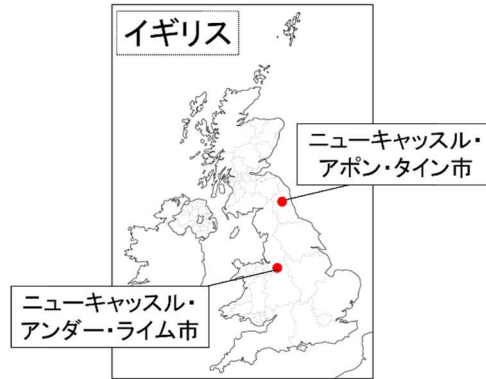 イギリス
ニューキャッスル・
アポン・タイン市
ニューキャッスル・
アンダー・ライム市